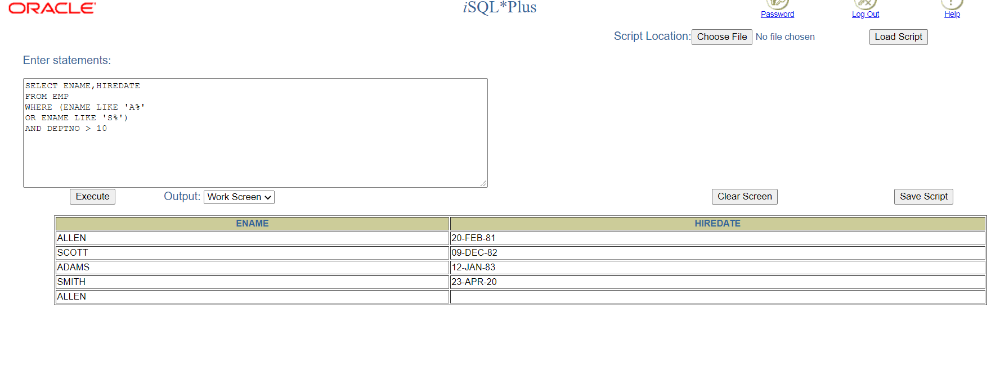 ORACLE
iSQL*Plus
Password
Log Out
Help
Script Location: Choose File No file chosen Load Script
Enter statements:
SELECT ENAME,HIREDATE
FROM EMP
WHERE (ENAME LIKE 'A%'
OR ENAME LIKE 'S%')
AND DEPTNO > 10
Execute Output: Work Screen Clear Screen Save Script
ENAME HIREDATE
ALLEN 20-FEB-81
SCOTT 09-DEC-82
ADAMS 12-JAN-83
SMITH 23-APR-20
ALLEN